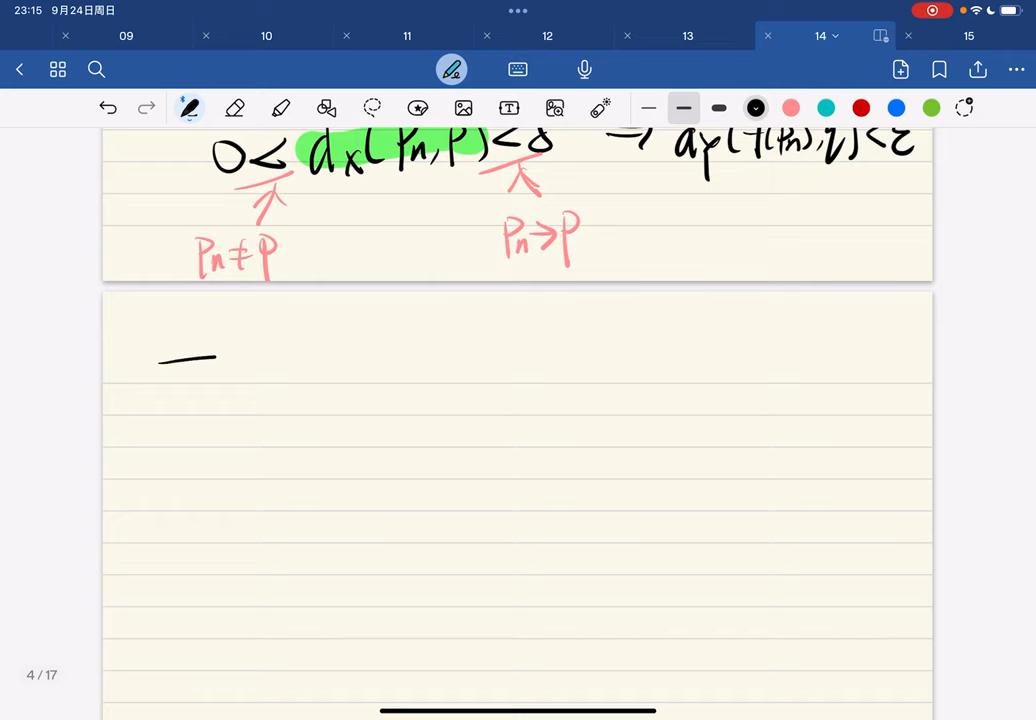 23:15 9月24日周日
09 10 11 12 13 14 15
0 < dx(Pn, P) < δ ⇒ dY(f(Pn), q) < ε
Pn ≠ P
Pn → P
4 / 17